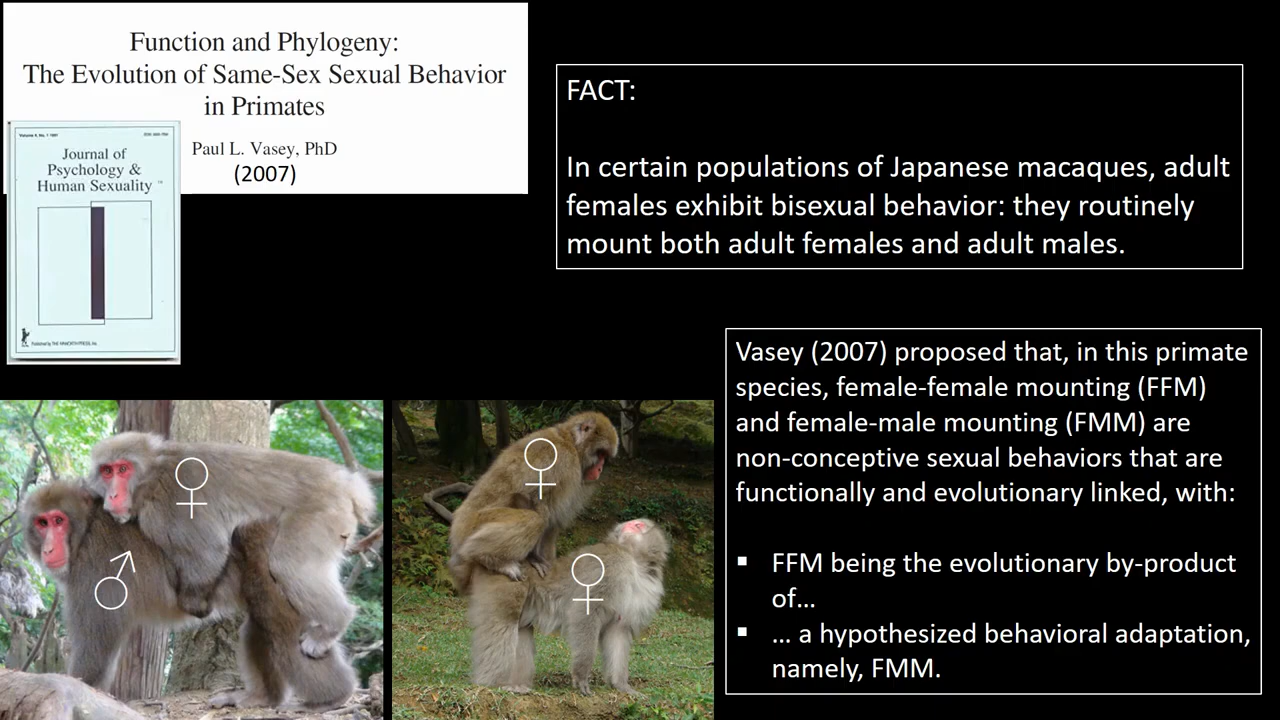 Function and Phylogeny:
The Evolution of Same-Sex Sexual Behavior
in Primates
Paul L. Vasey, PhD
(2007)
Journal of
Psychology &
Human Sexuality
FACT:
In certain populations of Japanese macaques, adult
females exhibit bisexual behavior: they routinely
mount both adult females and adult males.
Vasey (2007) proposed that, in this primate
species, female-female mounting (FFM)
and female-male mounting (FMM) are
non-conceptive sexual behaviors that are
functionally and evolutionary linked, with:
▪ FFM being the evolutionary by-product
of…
▪ … a hypothesized behavioral adaptation,
namely, FMM.
♀
♂
♀
♀